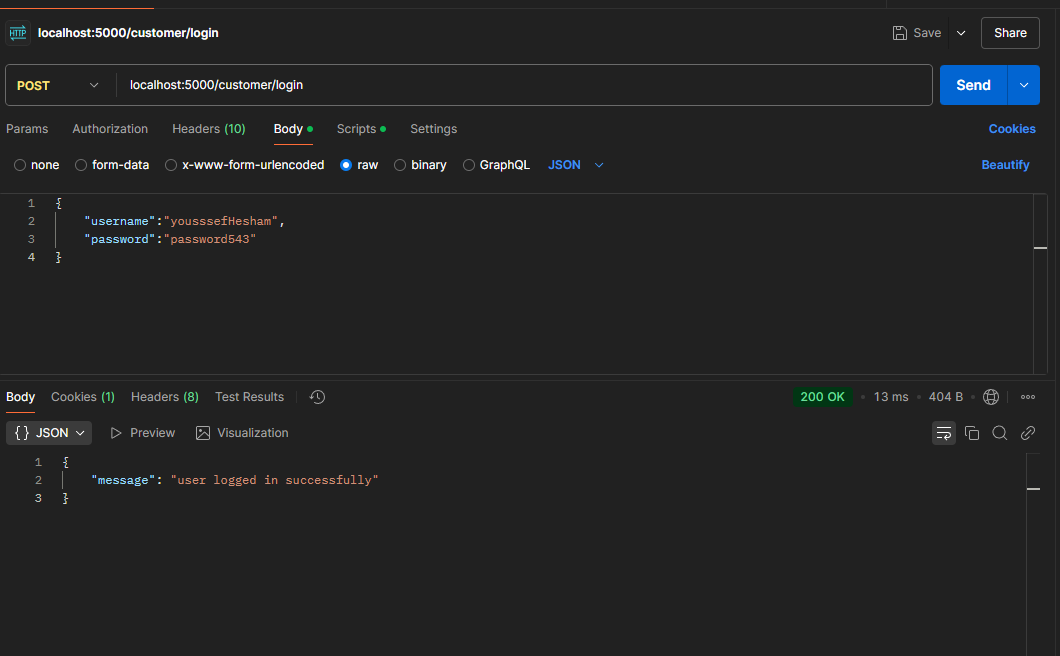 HTTP localhost:5000/customer/login Save Share
POST localhost:5000/customer/login Send
Params Authorization Headers (10) Body Scripts Settings Cookies
none form-data x-www-form-urlencoded raw binary GraphQL JSON Beautify
1 {
2 "username":"yousssefHesham",
3 "password":"password543"
4 }
Body Cookies (1) Headers (8) Test Results 200 OK • 13 ms • 404 B •
{} JSON Preview Visualization
1 {
2 "message": "user logged in successfully"
3 }